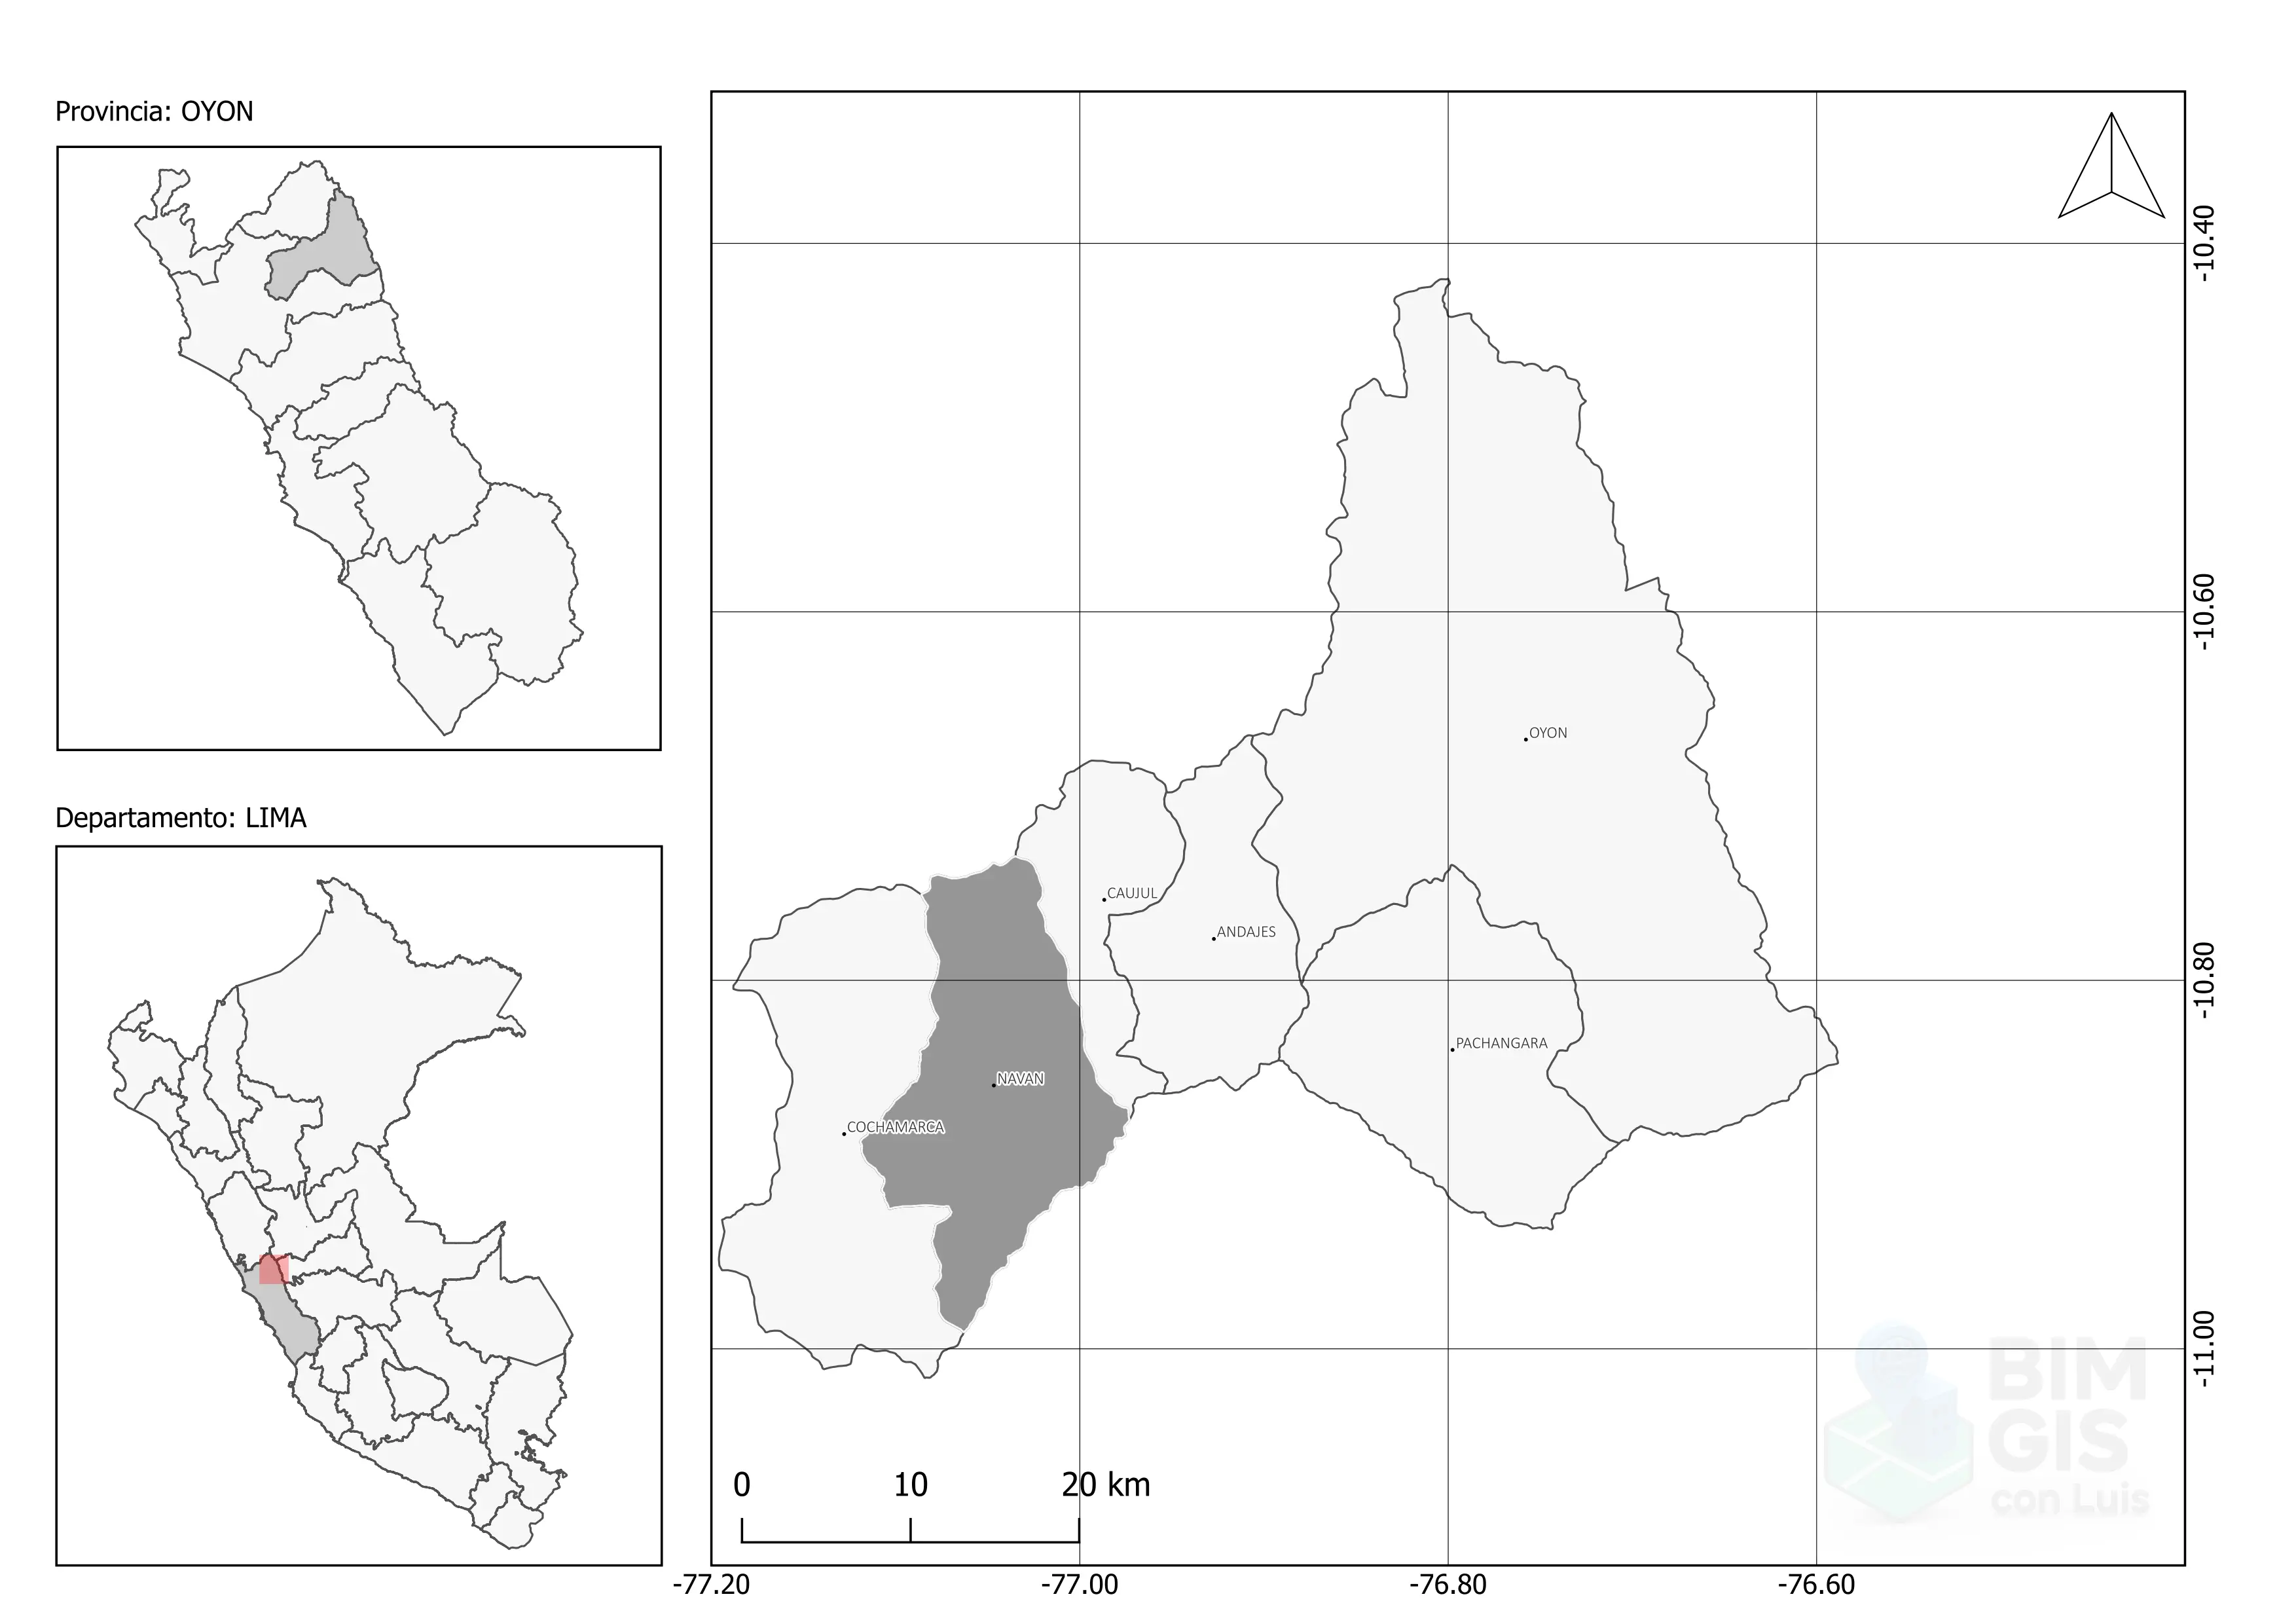 Provincia: OYON
Departamento: LIMA
OYON
CAUJUL
ANDAJES
PACHANGARA
NAVAN
COCHAMARCA
-10.40
-10.60
-10.80
-11.00
0 10 20 km
-77.20 -77.00 -76.80 -76.60
BIM
GIS
con Luis